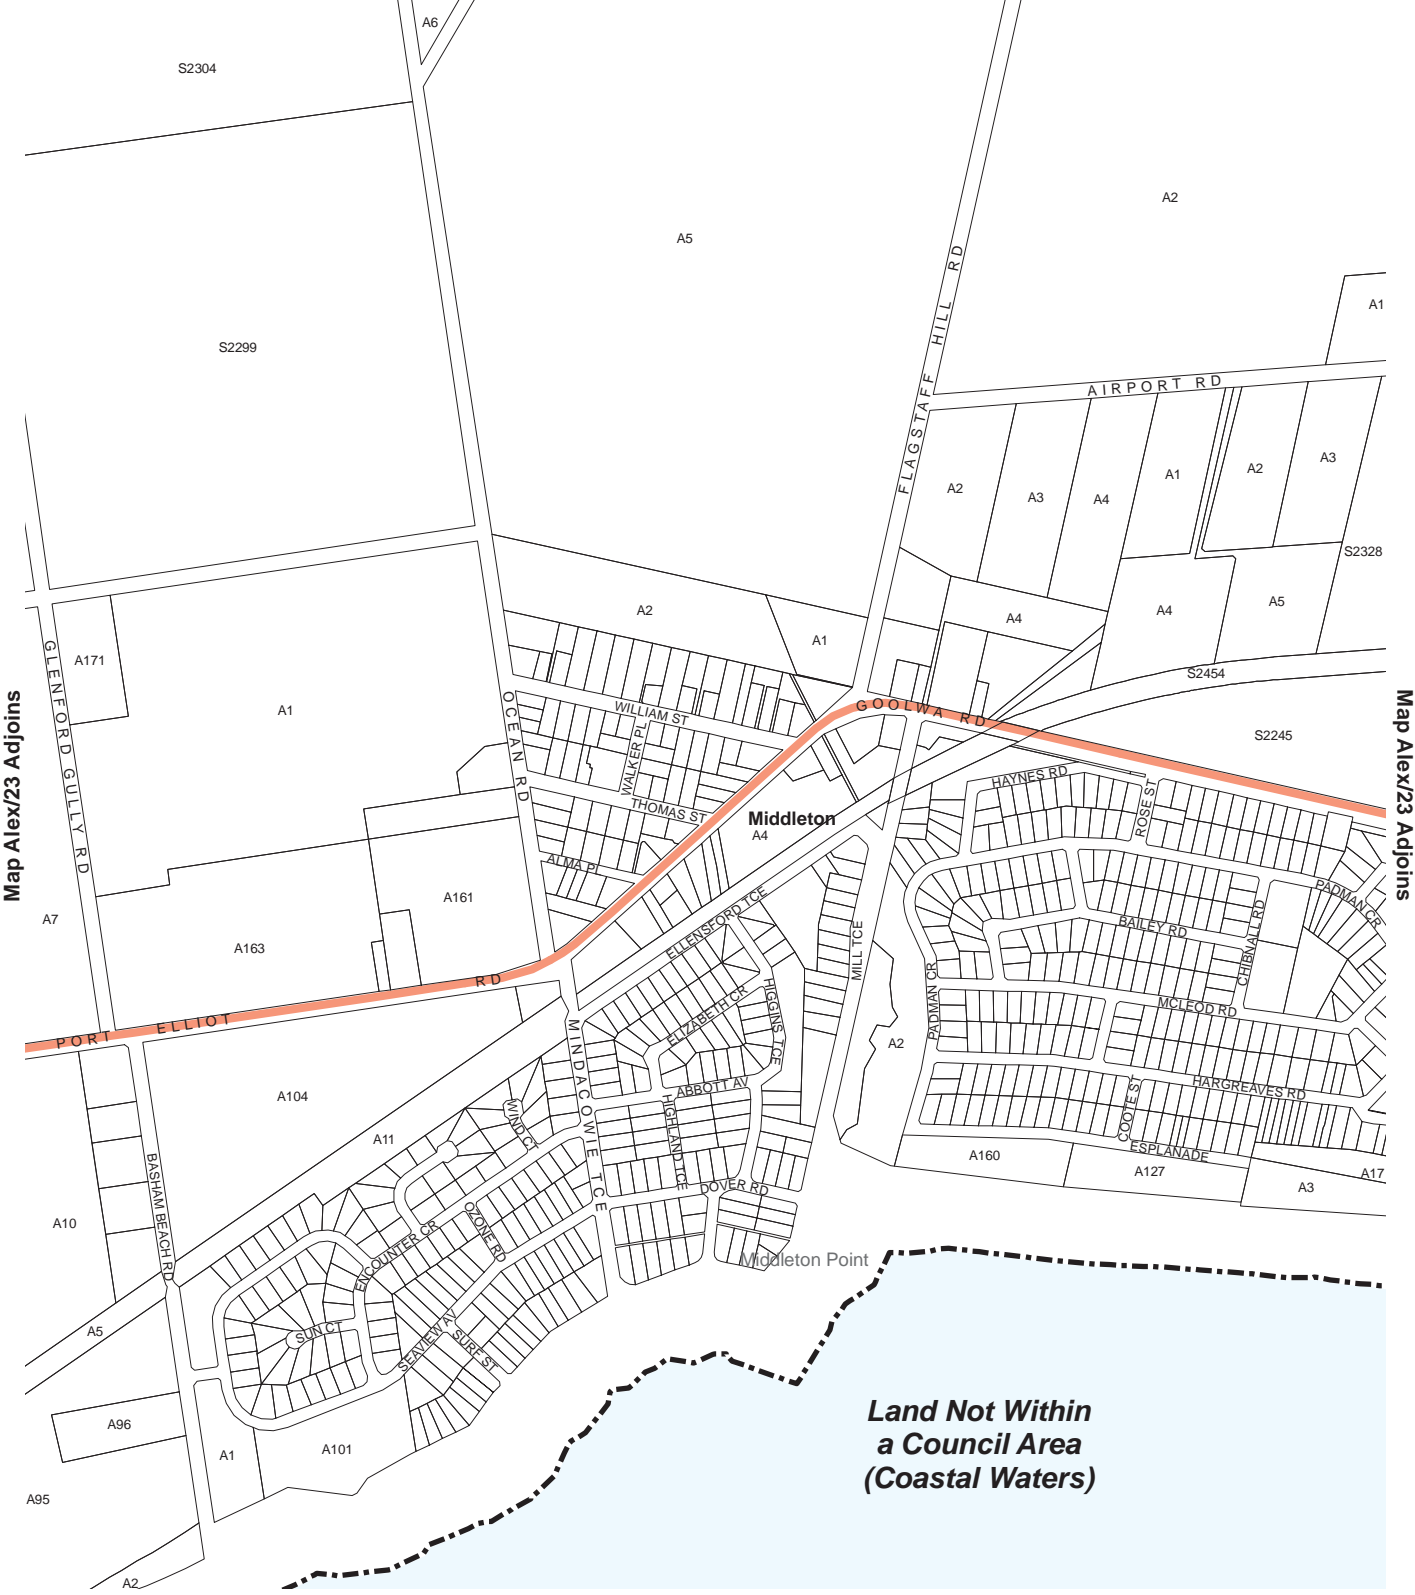 A6
S2304
A2
A5
A1
S2299
FLAGSTAFF HILL RD
AIRPORT RD
A3
A2
A1
A2
A3
A4
S2328
A5
A4
A2
A4
A1
GLENFORD GULLY RD
A171
S2454
Map Alex/23 Adjoins
Map Alex/23 Adjoins
OCEAN RD
A1
WILLIAM ST
GOOLWA RD
S2245
WALKER PL
HAYNES RD
ROSE ST
THOMAS ST
Middleton
A4
ALMA PL
PADMAN CR
A161
ELLENSFORD TCE
A7
BAILEY RD
CHIBNALL RD
A163
MILL TCE
PADMAN CR
RD
HIGGINS TCE
ELIZABETH CR
MCLEOD RD
PORT ELLIOT
MINDACOWIE TCE
A2
ABBOTT AV
HARGREAVES RD
A104
WIND CT
HIGHLAND TCE
COOTE ST
A11
ESPLANADE
A160
A127
A17
A3
BASHAM BEACH RD
DOVER RD
A10
OZONE RD
ENCOUNTER CR
Middleton Point
A5
SUN CT
SEAVIEW AV
SURF ST
Land Not Within
a Council Area
(Coastal Waters)
A96
A1
A101
A95
A2